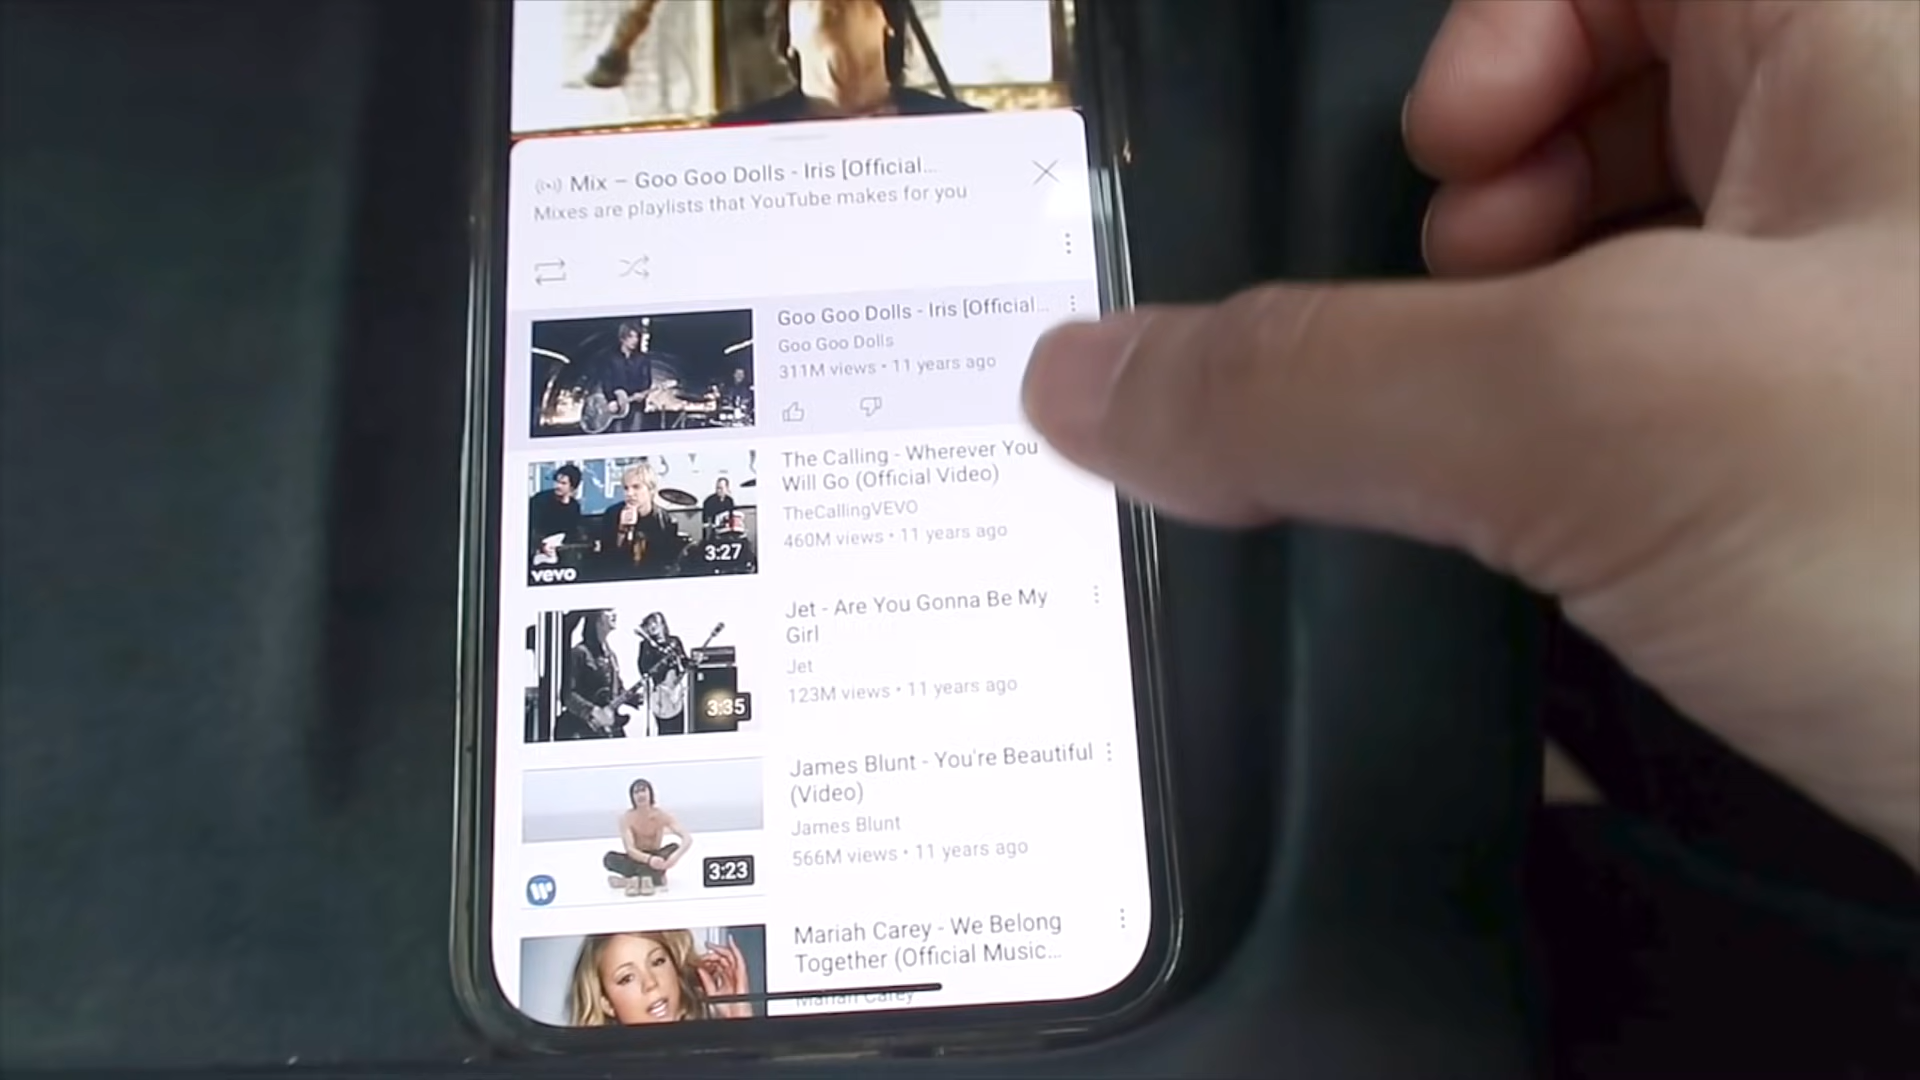 Mix – Goo Goo Dolls - Iris [Official...
Mixes are playlists that YouTube makes for you
Goo Goo Dolls - Iris [Official...
Goo Goo Dolls
311M views • 11 years ago
The Calling - Wherever You
Will Go (Official Video)
TheCallingVEVO
460M views • 11 years ago
3:27
vevo
Jet - Are You Gonna Be My
Girl
Jet
123M views • 11 years ago
3:35
James Blunt - You're Beautiful
(Video)
James Blunt
566M views • 11 years ago
3:23
Mariah Carey - We Belong
Together (Official Music...
Mariah Carey